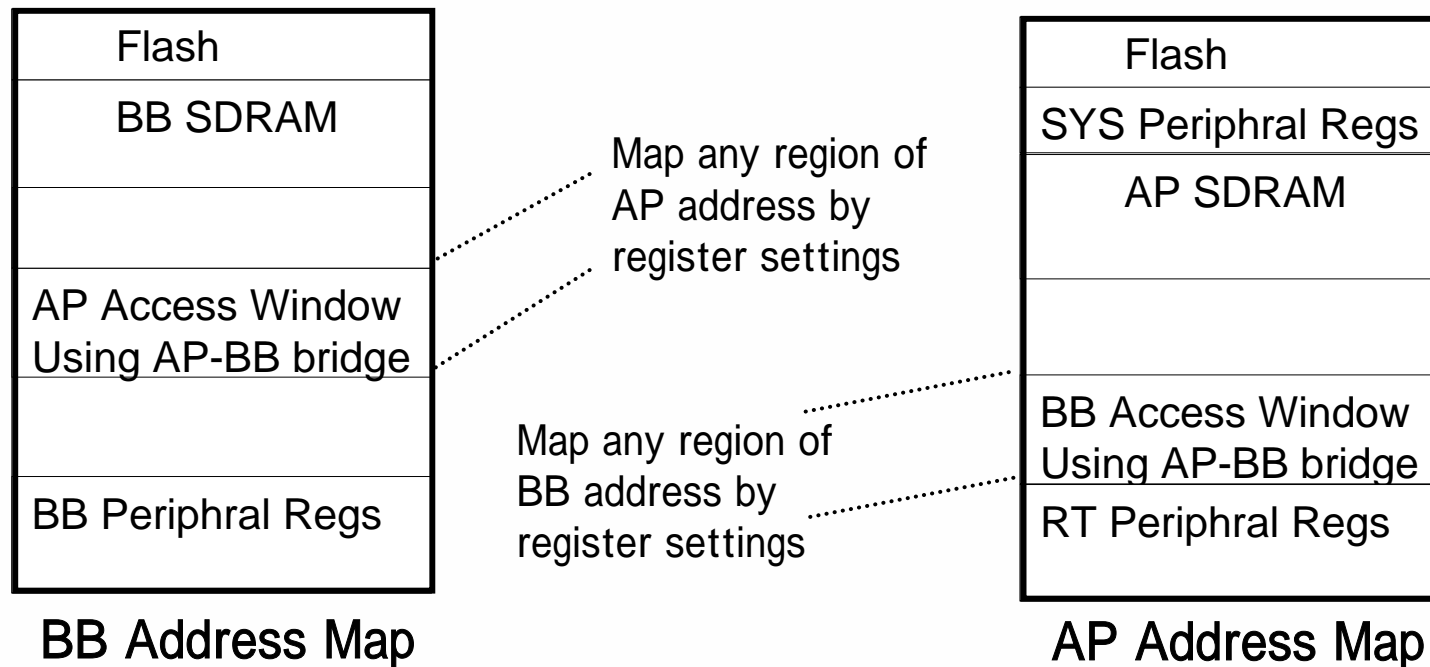 Flash
BB SDRAM
AP Access Window
Using AP-BB bridge
BB Periphral Regs
BB Address Map
Map any region of
AP address by
register settings
Map any region of
BB address by
register settings
Flash
SYS Periphral Regs
AP SDRAM
BB Access Window
Using AP-BB bridge
RT Periphral Regs
AP Address Map